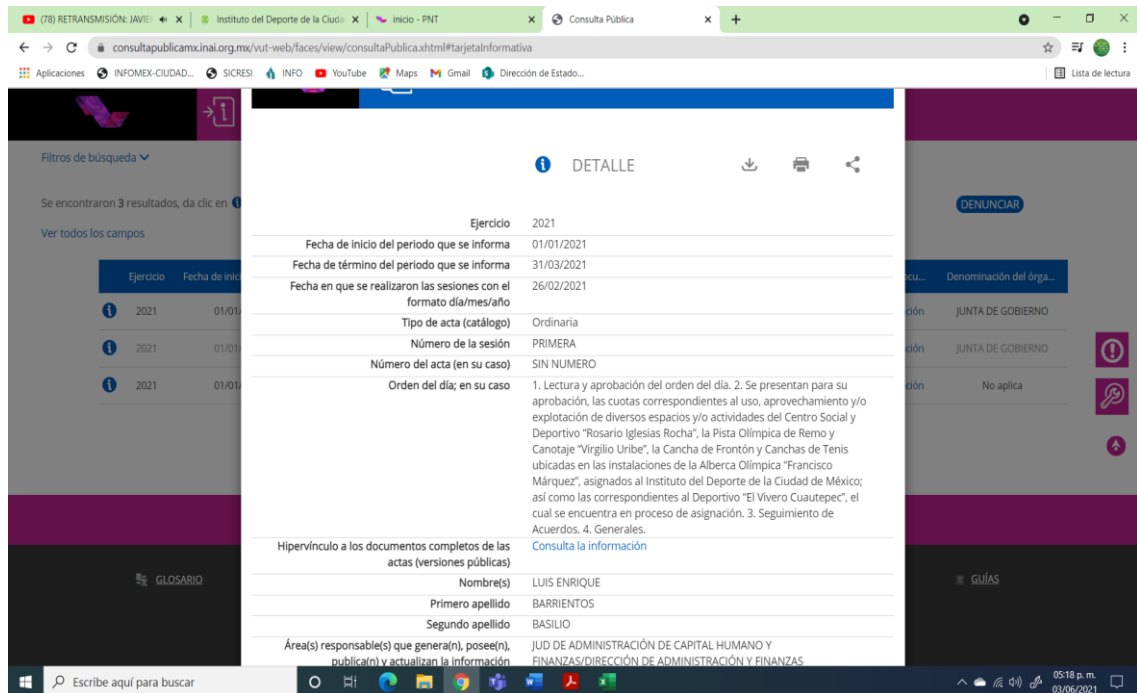 (78) RETRANSMISIÓN: JAVIE
Instituto del Deporte de la Ciuda
inicio - PNT
Consulta Pública
consultapublicamx.inai.org.mx/vut-web/faces/view/consultaPublica.xhtml#tarjetaInformativa
Aplicaciones
INFOMEX-CIUDAD...
SICRESI
INFO
YouTube
Maps
Gmail
Dirección de Estado...
Lista de lectura
Filtros de búsqueda
DETALLE
Se encontraron 3 resultados, da clic en
DENUNCIAR
Ver todos los campos
Ejercicio
Fecha de inic
ocu...
Denominación del órga...
2021
01/01/
ción
JUNTA DE GOBIERNO
2021
01/01/
ción
JUNTA DE GOBIERNO
2021
01/01/
ción
No aplica
Ejercicio 2021
Fecha de inicio del periodo que se informa 01/01/2021
Fecha de término del periodo que se informa 31/03/2021
Fecha en que se realizaron las sesiones con el 26/02/2021
formato día/mes/año
Tipo de acta (catálogo) Ordinaria
Número de la sesión PRIMERA
Número del acta (en su caso) SIN NUMERO
Orden del día; en su caso 1. Lectura y aprobación del orden del día. 2. Se presentan para su
aprobación, las cuotas correspondientes al uso, aprovechamiento y/o
explotación de diversos espacios y/o actividades del Centro Social y
Deportivo "Rosario Iglesias Rocha", la Pista Olímpica de Remo y
Canotaje "Virgilio Uribe", la Cancha de Frontón y Canchas de Tenis
ubicadas en las instalaciones de la Alberca Olímpica "Francisco
Márquez", asignados al Instituto del Deporte de la Ciudad de México;
así como las correspondientes al Deportivo "El Vivero Cuautepec", el
cual se encuentra en proceso de asignación. 3. Seguimiento de
Acuerdos. 4. Generales.
Hipervínculo a los documentos completos de las Consulta la información
actas (versiones públicas)
Nombre(s) LUIS ENRIQUE
Primero apellido BARRIENTOS
Segundo apellido BASILIO
Área(s) responsable(s) que genera(n), posee(n), JUD DE ADMINISTRACIÓN DE CAPITAL HUMANO Y
publica(n) y actualizan la información FINANZAS/DIRECCIÓN DE ADMINISTRACIÓN Y FINANZAS
GLOSARIO
GUÍAS
Escribe aquí para buscar
05:18 p. m.
03/06/2021